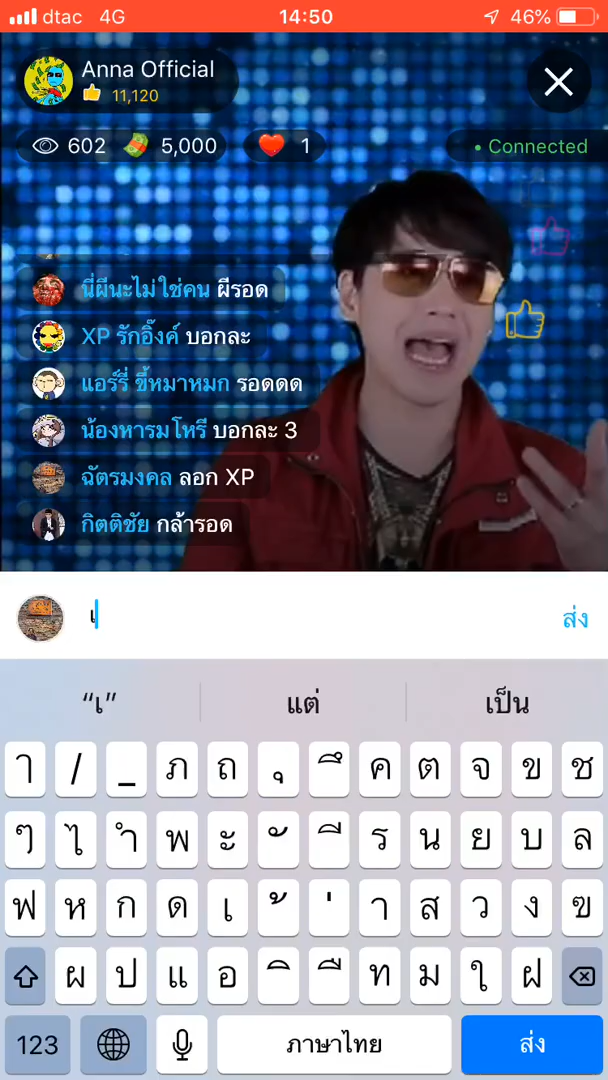 dtac 4G 14:50 46%
Anna Official
11,120
602 5,000 1 • Connected
นี่ผีนะไม่ใช่คน ผีรอด
XP รักอิ๊งค์ บอกละ
แอร์รี่ ขี้หมาหมก รอดดด
น้องหารมโหรี บอกละ 3
ฉัตรมงคล ลอก XP
กิตติชัย กล้ารอด
เ ส่ง
“เ” แต่ เป็น
ๅ / _ ภ ถ ุ ึ ค ต จ ข ช
ๆ ไ ำ พ ะ ั ี ร น ย บ ล
ฟ ห ก ด เ ้ ่ า ส ว ง ฃ
ผ ป แ อ ิ ื ท ม ใ ฝ
123 ภาษาไทย ส่ง